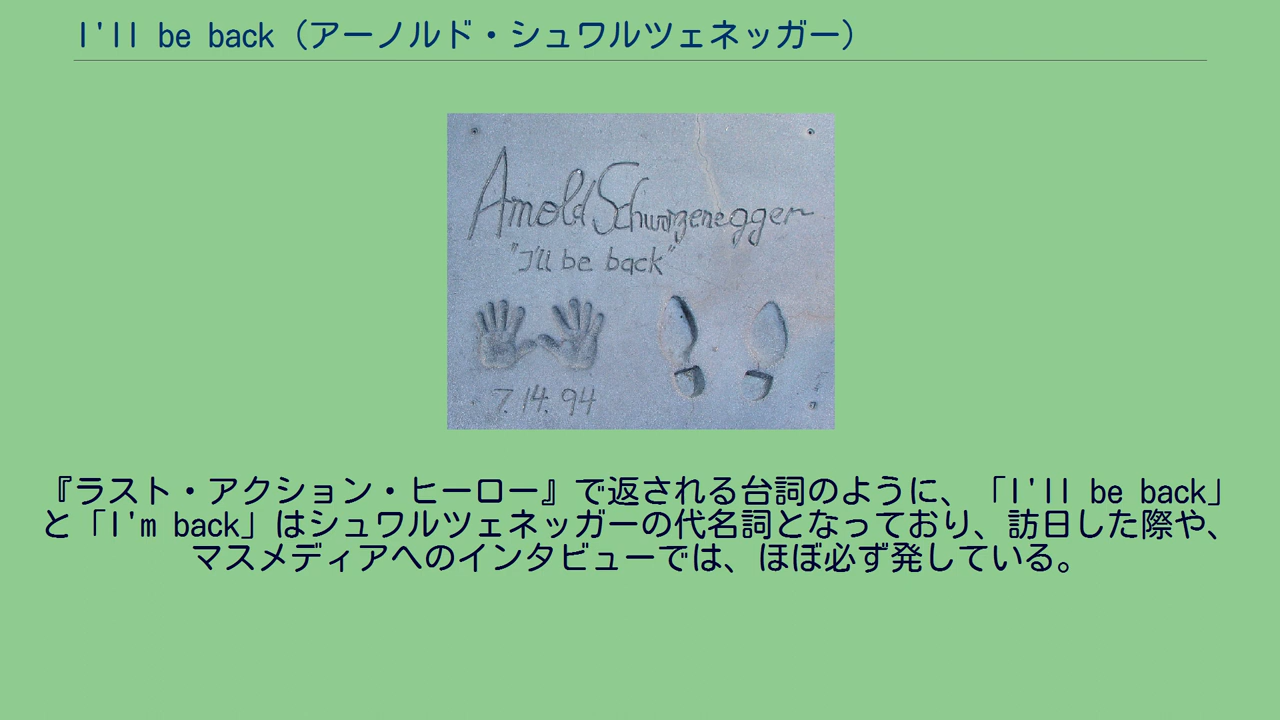 I'll be back（アーノルド・シュワルツェネッガー）
Arnold Schwarzenegger
"I'll be back"
7.14.94
『ラスト・アクション・ヒーロー』で返される台詞のように、「I'll be back」
と「I'm back」はシュワルツェネッガーの代名詞となっており、訪日した際や、
マスメディアへのインタビューでは、ほぼ必ず発している。